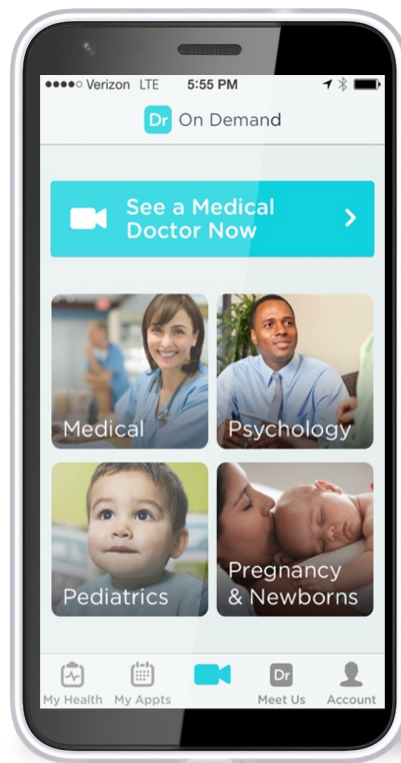 Verizon LTE 5:55 PM
Dr On Demand
See a Medical
Doctor Now
Medical
Psychology
Pediatrics
Pregnancy
& Newborns
My Health My Appts Dr Meet Us Account